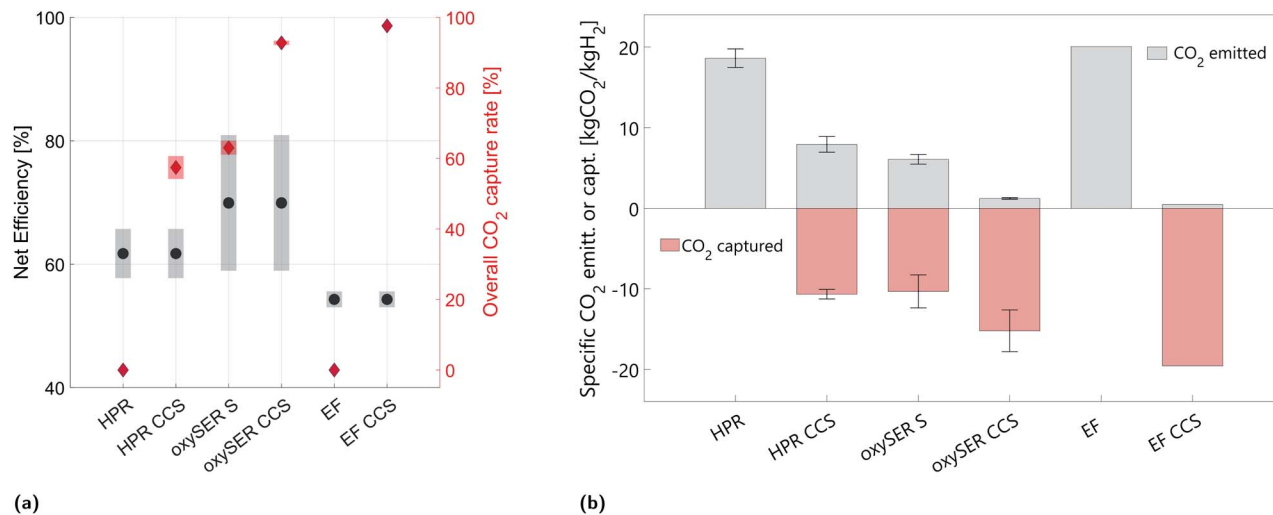 Net Efficiency [%]
100
80
60
40
100
80
60
40
20
0
Overall CO₂ capture rate [%]
HPR
HPR CCS
oxySER S
oxySER CCS
EF
EF CCS
(a)
Specific CO₂ emitt. or capt. [kgCO₂/kgH₂]
20
10
0
-10
-20
CO₂ emitted
CO₂ captured
HPR
HPR CCS
oxySER S
oxySER CCS
EF
EF CCS
(b)